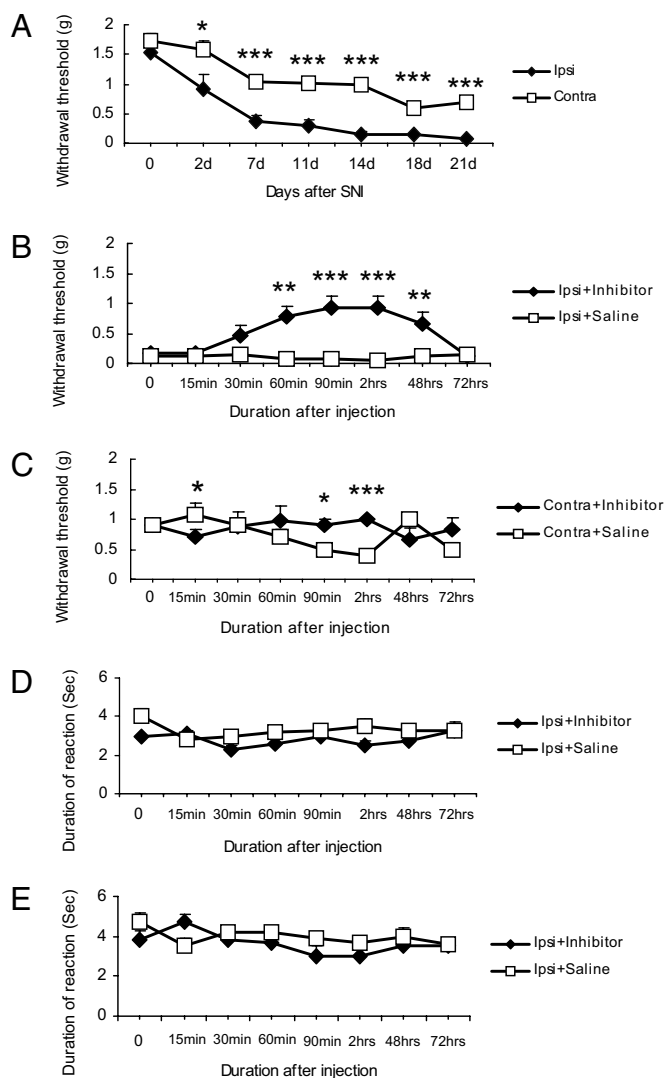 A
Withdrawal threshold (g)
2
1.5
1
0.5
0
* *** *** *** *** ***
0 2d 7d 11d 14d 18d 21d
Days after SNI
Ipsi
Contra
B
Withdrawal threshold (g)
2
1.5
1
0.5
0
** *** *** **
0 15min 30min 60min 90min 2hrs 48hrs 72hrs
Duration after injection
Ipsi+Inhibitor
Ipsi+Saline
C
Withdrawal threshold (g)
2
1.5
1
0.5
0
* * ***
0 15min 30min 60min 90min 2hrs 48hrs 72hrs
Duration after injection
Contra+Inhibitor
Contra+Saline
D
Duration of reaction (Sec)
6
4
2
0
0 15min 30min 60min 90min 2hrs 48hrs 72hrs
Duration after injection
Ipsi+Inhibitor
Ipsi+Saline
E
Duration of reaction (Sec)
6
4
2
0
0 15min 30min 60min 90min 2hrs 48hrs 72hrs
Duration after injection
Ipsi+Inhibitor
Ipsi+Saline